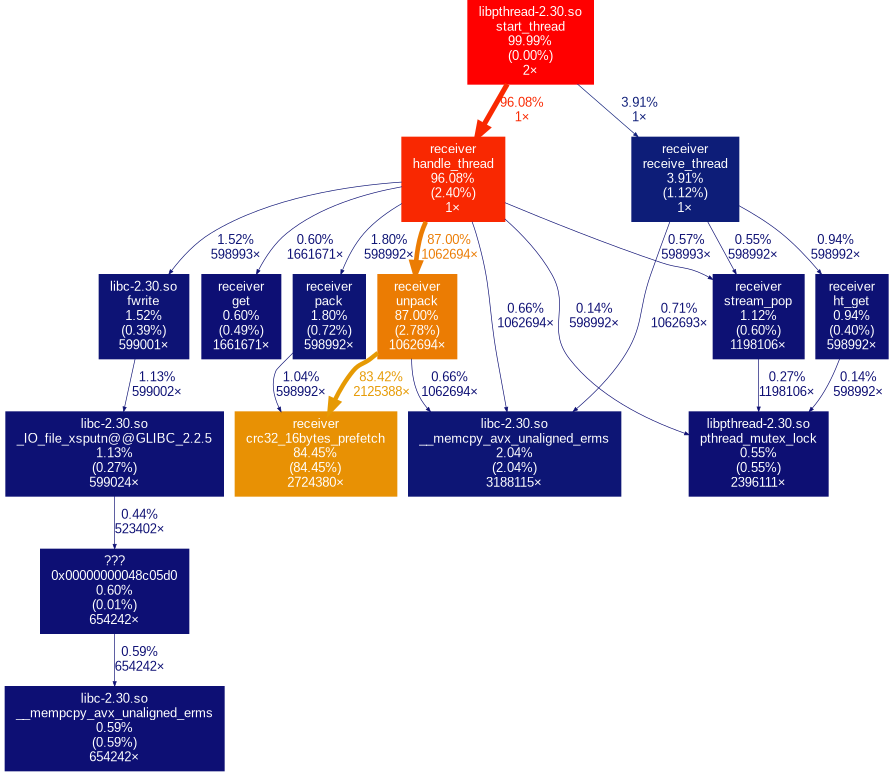 libpthread-2.30.so
start_thread
99.99%
(0.00%)
2×
96.08%
1×
3.91%
1×
receiver
handle_thread
96.08%
(2.40%)
1×
receiver
receive_thread
3.91%
(1.12%)
1×
1.52%
598993×
0.60%
1661671×
1.80%
598992×
87.00%
1062694×
0.66%
1062694×
0.14%
598992×
0.57%
598993×
0.71%
1062693×
0.55%
598992×
0.94%
598992×
libc-2.30.so
fwrite
1.52%
(0.39%)
599001×
receiver
get
0.60%
(0.49%)
1661671×
receiver
pack
1.80%
(0.72%)
598992×
receiver
unpack
87.00%
(2.78%)
1062694×
receiver
stream_pop
1.12%
(0.60%)
1198106×
receiver
ht_get
0.94%
(0.40%)
598992×
1.13%
599002×
1.04%
598992×
83.42%
2125388×
0.66%
1062694×
0.27%
1198106×
0.14%
598992×
libc-2.30.so
_IO_file_xsputn@@GLIBC_2.2.5
1.13%
(0.27%)
599024×
receiver
crc32_16bytes_prefetch
84.45%
(84.45%)
2724380×
libc-2.30.so
__memcpy_avx_unaligned_erms
2.04%
(2.04%)
3188115×
libpthread-2.30.so
pthread_mutex_lock
0.55%
(0.55%)
2396111×
0.44%
523402×
???
0x00000000048c05d0
0.60%
(0.01%)
654242×
0.59%
654242×
libc-2.30.so
__mempcpy_avx_unaligned_erms
0.59%
(0.59%)
654242×